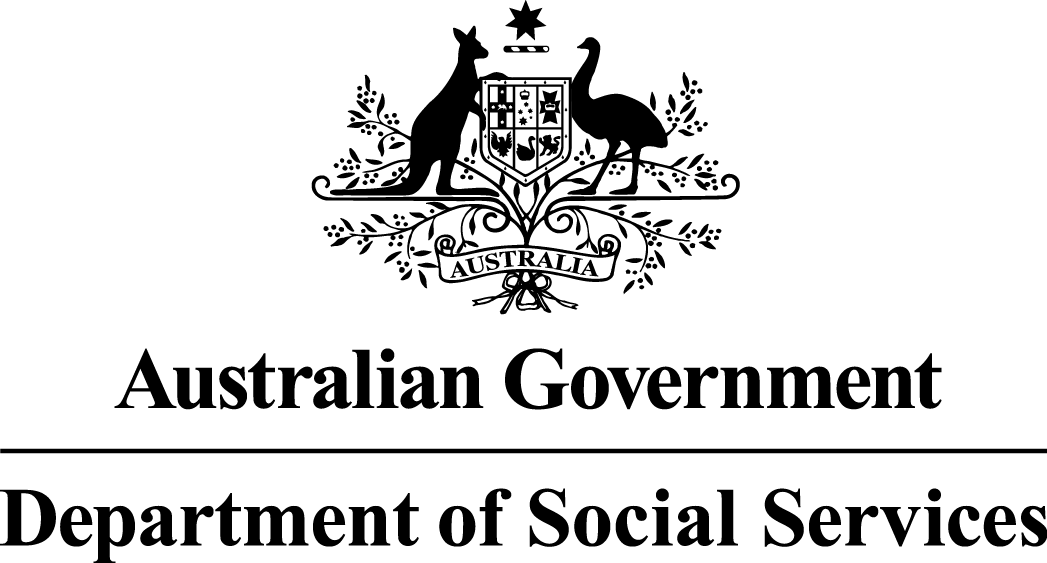 AUSTRALIA
Australian Government
Department of Social Services